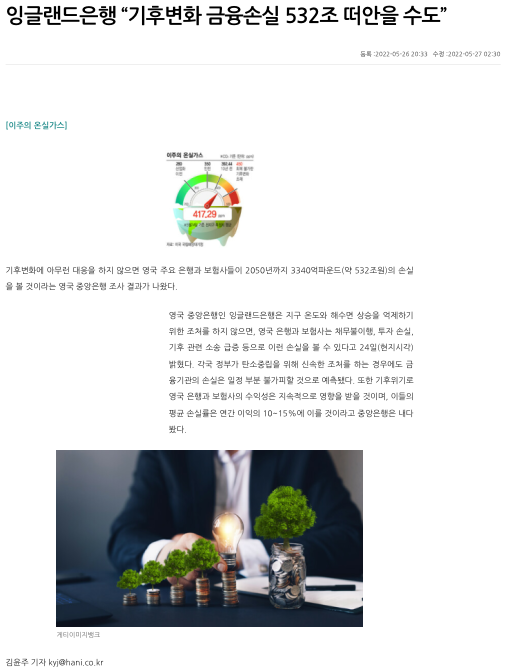 잉글랜드은행 “기후변화 금융손실 532조 떠안을 수도”
등록 :2022-05-26 20:33 수정 :2022-05-27 02:30
[이주의 온실가스]
이주의 온실가스
417.29 ppm
기후변화에 아무런 대응을 하지 않으면 영국 주요 은행과 보험사들이 2050년까지 3340억파운드(약 532조원)의 손실
을 볼 것이라는 영국 중앙은행 조사 결과가 나왔다.
영국 중앙은행인 잉글랜드은행은 지구 온도와 해수면 상승을 억제하기
위한 조처를 하지 않으면, 영국 은행과 보험사는 채무불이행, 투자 손실,
기후 관련 소송 급증 등으로 이런 손실을 볼 수 있다고 24일(현지시각)
밝혔다. 각국 정부가 탄소중립을 위해 신속한 조처를 하는 경우에도 금
융기관의 손실은 일정 부분 불가피할 것으로 예측됐다. 또한 기후위기로
영국 은행과 보험사의 수익성은 지속적으로 영향을 받을 것이며, 이들의
평균 손실률은 연간 이익의 10~15%에 이를 것이라고 중앙은행은 내다
봤다.
게티이미지뱅크
김윤주 기자 kyj@hani.co.kr